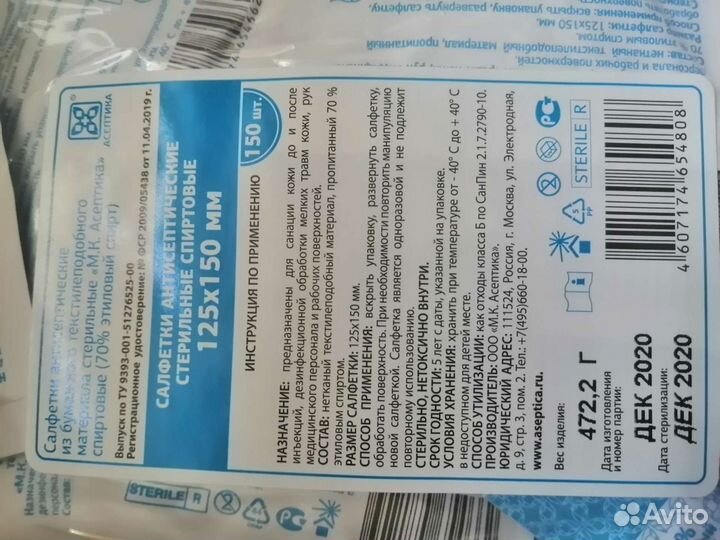 АСЕПТИКА
Салфетки антисептические
из бумажного текстилеподобного
материала стерильные «М.К. Асептика»
спиртовые (70% этиловый спирт)
Выпуск по ТУ 9393-001-51276525-00
Регистрационное удостоверение: № ФСР2009/05438 от 11.04.2019 г.
САЛФЕТКИ АНТИСЕПТИЧЕСКИЕ
СТЕРИЛЬНЫЕ СПИРТОВЫЕ
125х150 мм
150 шт.
ИНСТРУКЦИЯ ПО ПРИМЕНЕНИЮ
НАЗНАЧЕНИЕ: предназначены для санации кожи до и после
инъекций, дезинфекционной обработки мелких травм кожи, рук
медицинского персонала и рабочих поверхностей.
СОСТАВ: нетканый текстилеподобный материал, пропитанный 70 %
этиловым спиртом.
РАЗМЕР САЛФЕТКИ: 125х150 мм.
СПОСОБ ПРИМЕНЕНИЯ: вскрыть упаковку, развернуть салфетку,
обработать поверхность. При необходимости повторить манипуляцию
новой салфеткой. Салфетка является одноразовой и не подлежит
повторному использованию.
СТЕРИЛЬНО, НЕТОКСИЧНО ВНУТРИ.
СРОК ГОДНОСТИ: 5 лет с даты, указанной на упаковке.
УСЛОВИЯ ХРАНЕНИЯ: хранить при температуре от - 40° С до + 40° С
в недоступном для детей месте.
СПОСОБ УТИЛИЗАЦИИ: как отходы класса Б по СанПин 2.1.7.2790-10.
ПРОИЗВОДИТЕЛЬ: ООО «М.К. Асептика».
ЮРИДИЧЕСКИЙ АДРЕС: 111524, Россия, г. Москва, ул. Электродная,
д. 9, стр. 3, пом. 2. Тел.: +7(495)660-18-00.
www.aseptica.ru.
Вес изделия:
472,2 Г
Дата изготовления
и номер партии:
ДЕК 2020
Дата стерилизации:
ДЕК 2020
PP
STERILE R
4 607174 654808
STERILE R
Avito